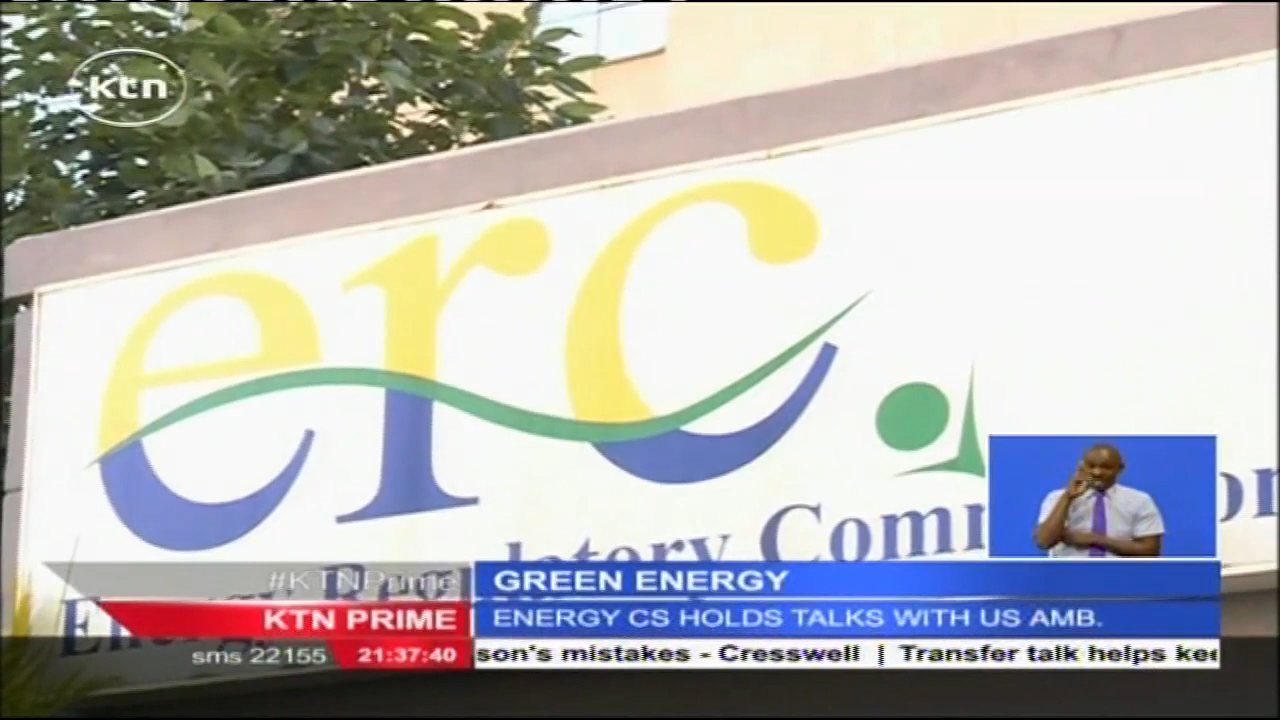 ktn
erc.
Commission
#KTNPrime
GREEN ENERGY
KTN PRIME
ENERGY CS HOLDS TALKS WITH US AMB.
sms 22155
21:37:40
son's mistakes - Cresswell | Transfer talk helps kee